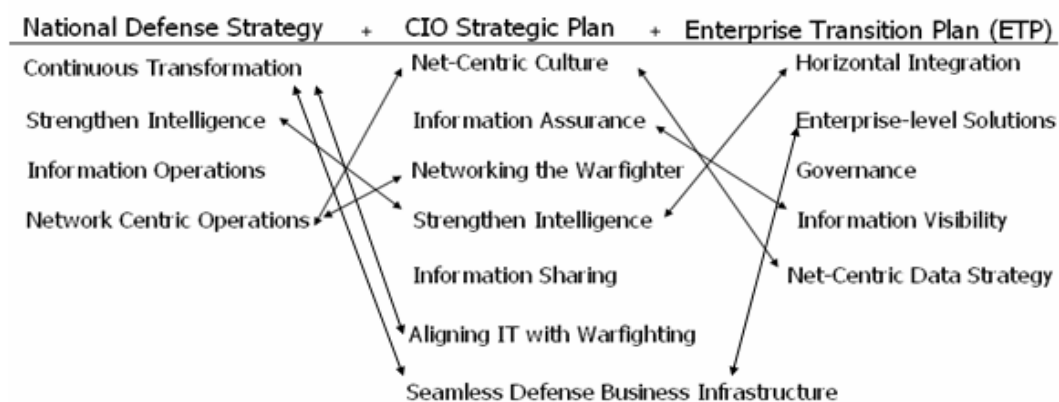 National Defense Strategy + CIO Strategic Plan + Enterprise Transition Plan (ETP)
Continuous Transformation
Strengthen Intelligence
Information Operations
Network Centric Operations
Net-Centric Culture
Information Assurance
Networking the Warfighter
Strengthen Intelligence
Information Sharing
Aligning IT with Warfighting
Seamless Defense Business Infrastructure
Horizontal Integration
Enterprise-level Solutions
Governance
Information Visibility
Net-Centric Data Strategy